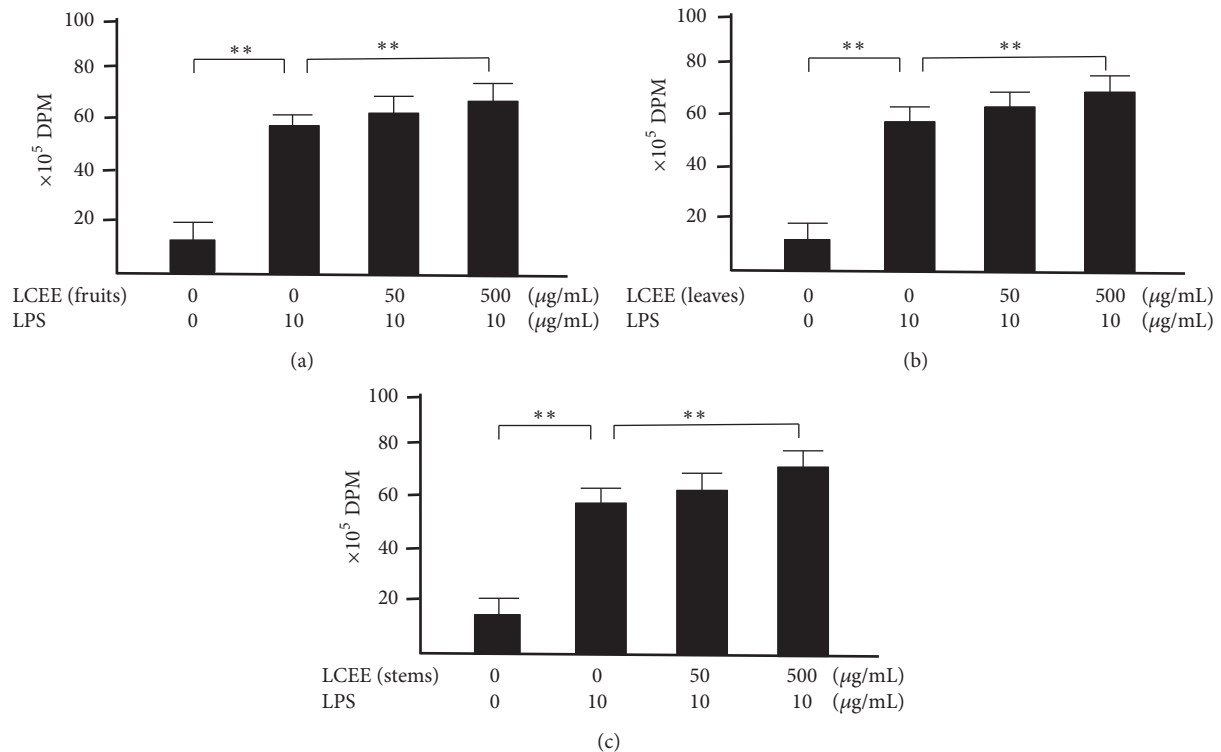 100
80
60
40
20
×10⁵ DPM
** **
LCEE (fruits) 0 0 50 500 (μg/mL)
LPS 0 10 10 10 (μg/mL)
(a)
100
80
60
40
20
×10⁵ DPM
** **
LCEE (leaves) 0 0 50 500 (μg/mL)
LPS 0 10 10 10 (μg/mL)
(b)
100
80
60
40
20
×10⁵ DPM
** **
LCEE (stems) 0 0 50 500 (μg/mL)
LPS 0 10 10 10 (μg/mL)
(c)